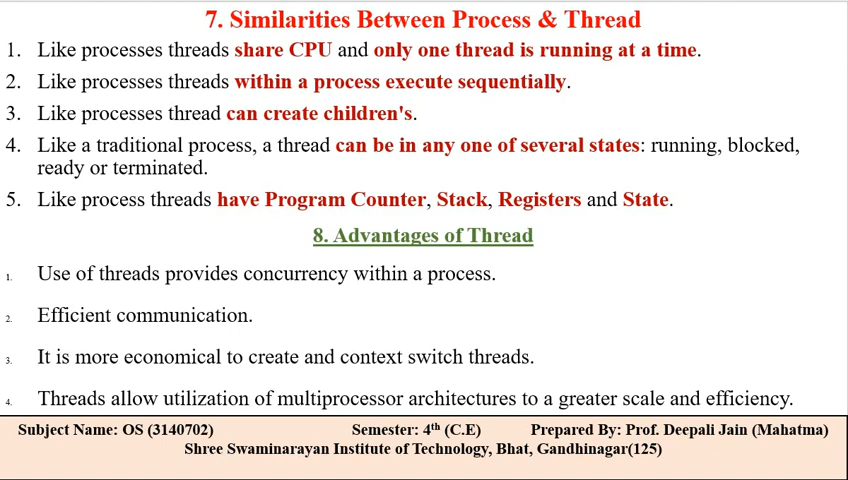 7. Similarities Between Process & Thread
1. Like processes threads share CPU and only one thread is running at a time.
2. Like processes threads within a process execute sequentially.
3. Like processes thread can create children's.
4. Like a traditional process, a thread can be in any one of several states: running, blocked,
ready or terminated.
5. Like process threads have Program Counter, Stack, Registers and State.
8. Advantages of Thread
1. Use of threads provides concurrency within a process.
2. Efficient communication.
3. It is more economical to create and context switch threads.
4. Threads allow utilization of multiprocessor architectures to a greater scale and efficiency.
Subject Name: OS (3140702) Semester: 4th (C.E) Prepared By: Prof. Deepali Jain (Mahatma)
Shree Swaminarayan Institute of Technology, Bhat, Gandhinagar(125)